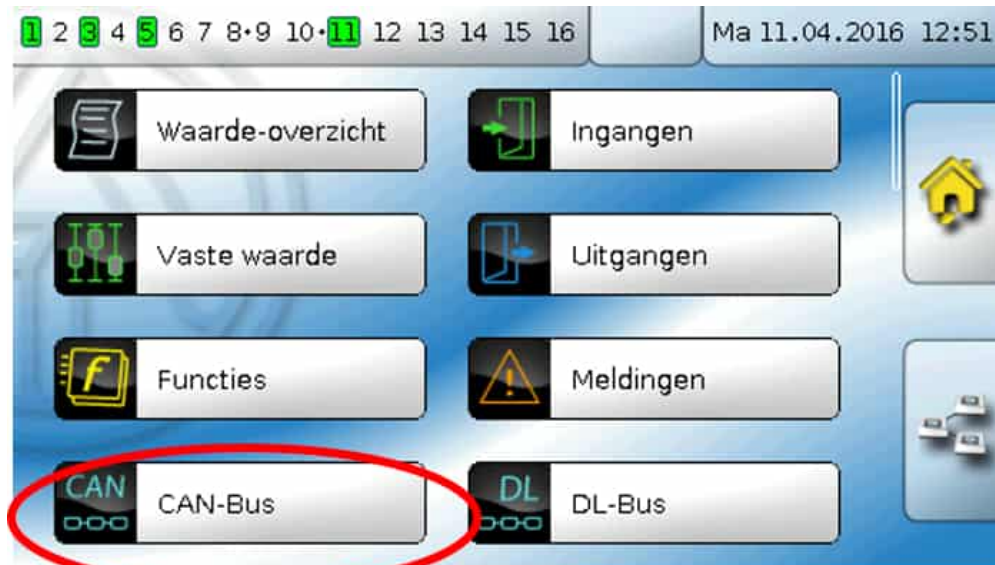 1 2 3 4 5 6 7 8•9 10•11 12 13 14 15 16
Ma 11.04.2016 12:51
Waarde-overzicht
Ingangen
Vaste waarde
Uitgangen
f Functies
Meldingen
CAN CAN-Bus
DL DL-Bus